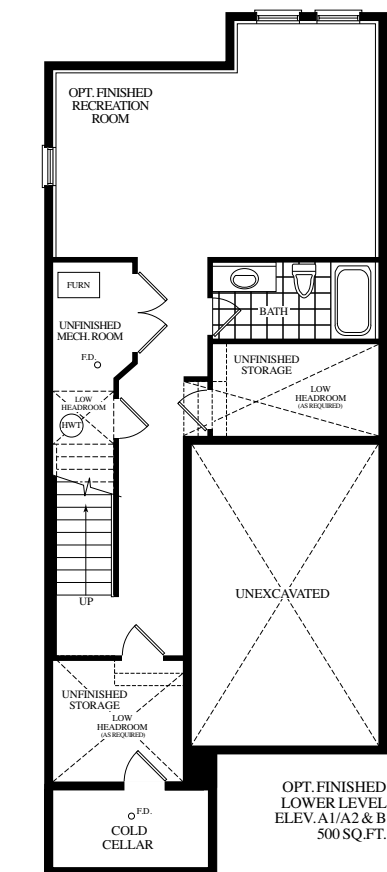 OPT. FINISHED
RECREATION
ROOM
FURN
UNFINISHED
MECH. ROOM
F.D.
BATH
UNFINISHED
STORAGE
LOW
HEADROOM
(AS REQUIRED)
LOW
HEADROOM
HWT
UP
UNEXCAVATED
UNFINISHED
STORAGE
LOW
HEADROOM
(AS REQUIRED)
F.D.
COLD
CELLAR
OPT. FINISHED
LOWER LEVEL
ELEV. A1/A2 & B
500 SQ.FT.